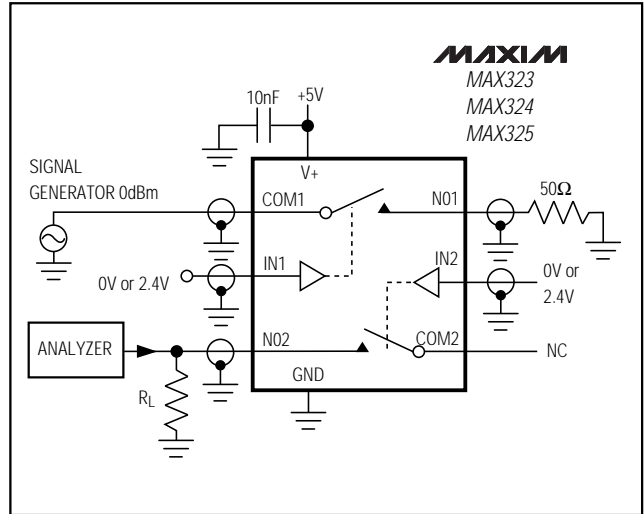 MAXIM
MAX323
MAX324
MAX325
10nF
+5V
V+
SIGNAL
GENERATOR 0dBm
COM1
N01
50Ω
IN1
IN2
0V or 2.4V
0V or
2.4V
ANALYZER
N02
COM2
NC
RL
GND